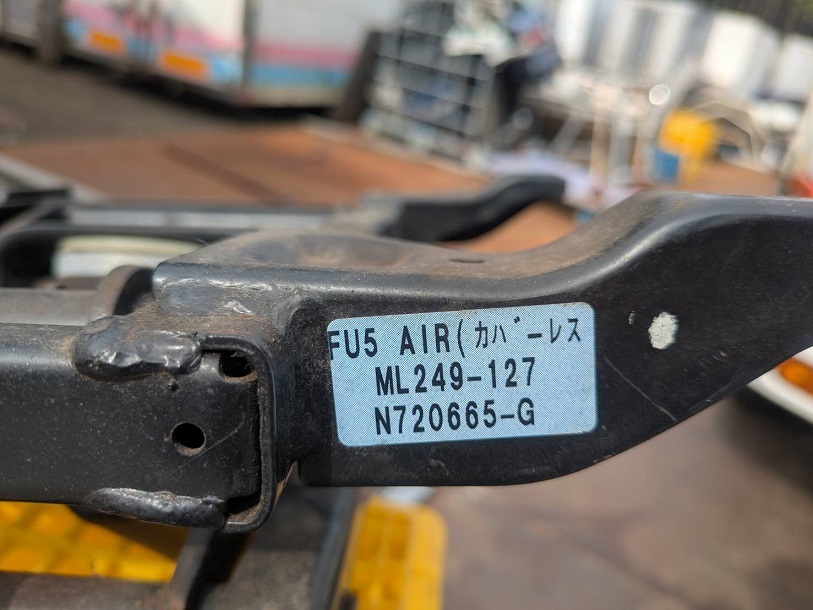 FU5 AIR(ｶﾊﾞｰﾚｽ
ML249-127
N720665-G